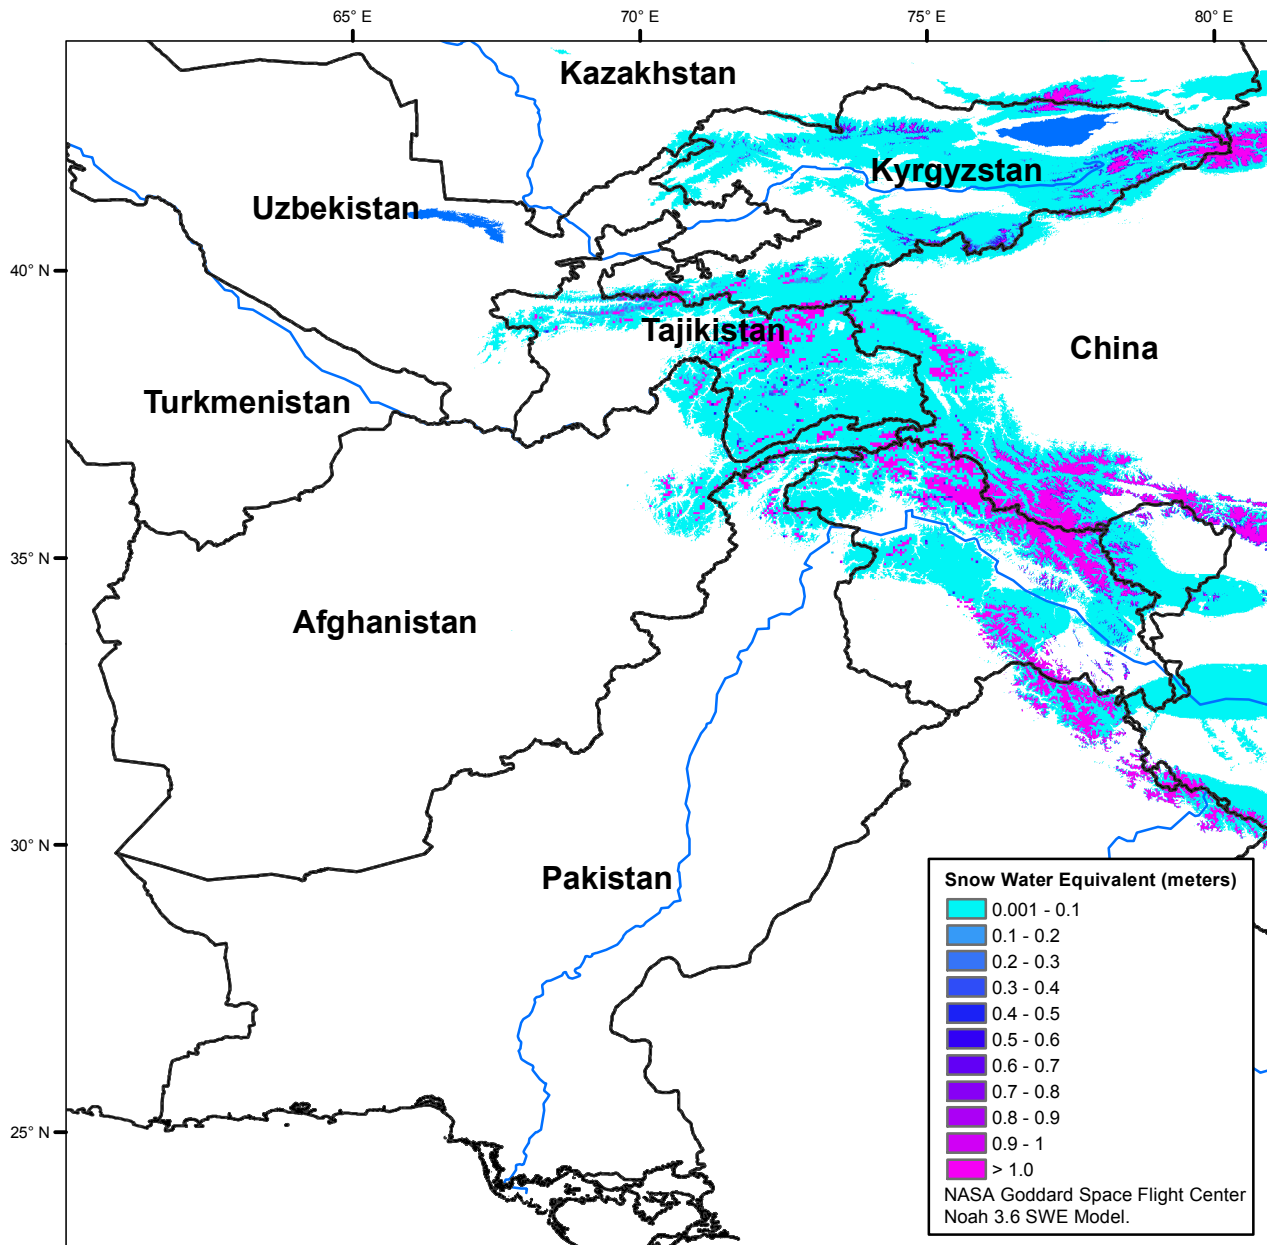 65° E
70° E
75° E
80° E
Kazakhstan
Kyrgyzstan
Uzbekistan
40° N
Tajikistan
China
Turkmenistan
35° N
Afghanistan
30° N
Pakistan
25° N
Snow Water Equivalent (meters)
0.001 - 0.1
0.1 - 0.2
0.2 - 0.3
0.3 - 0.4
0.4 - 0.5
0.5 - 0.6
0.6 - 0.7
0.7 - 0.8
0.8 - 0.9
0.9 - 1
> 1.0
NASA Goddard Space Flight Center
Noah 3.6 SWE Model.